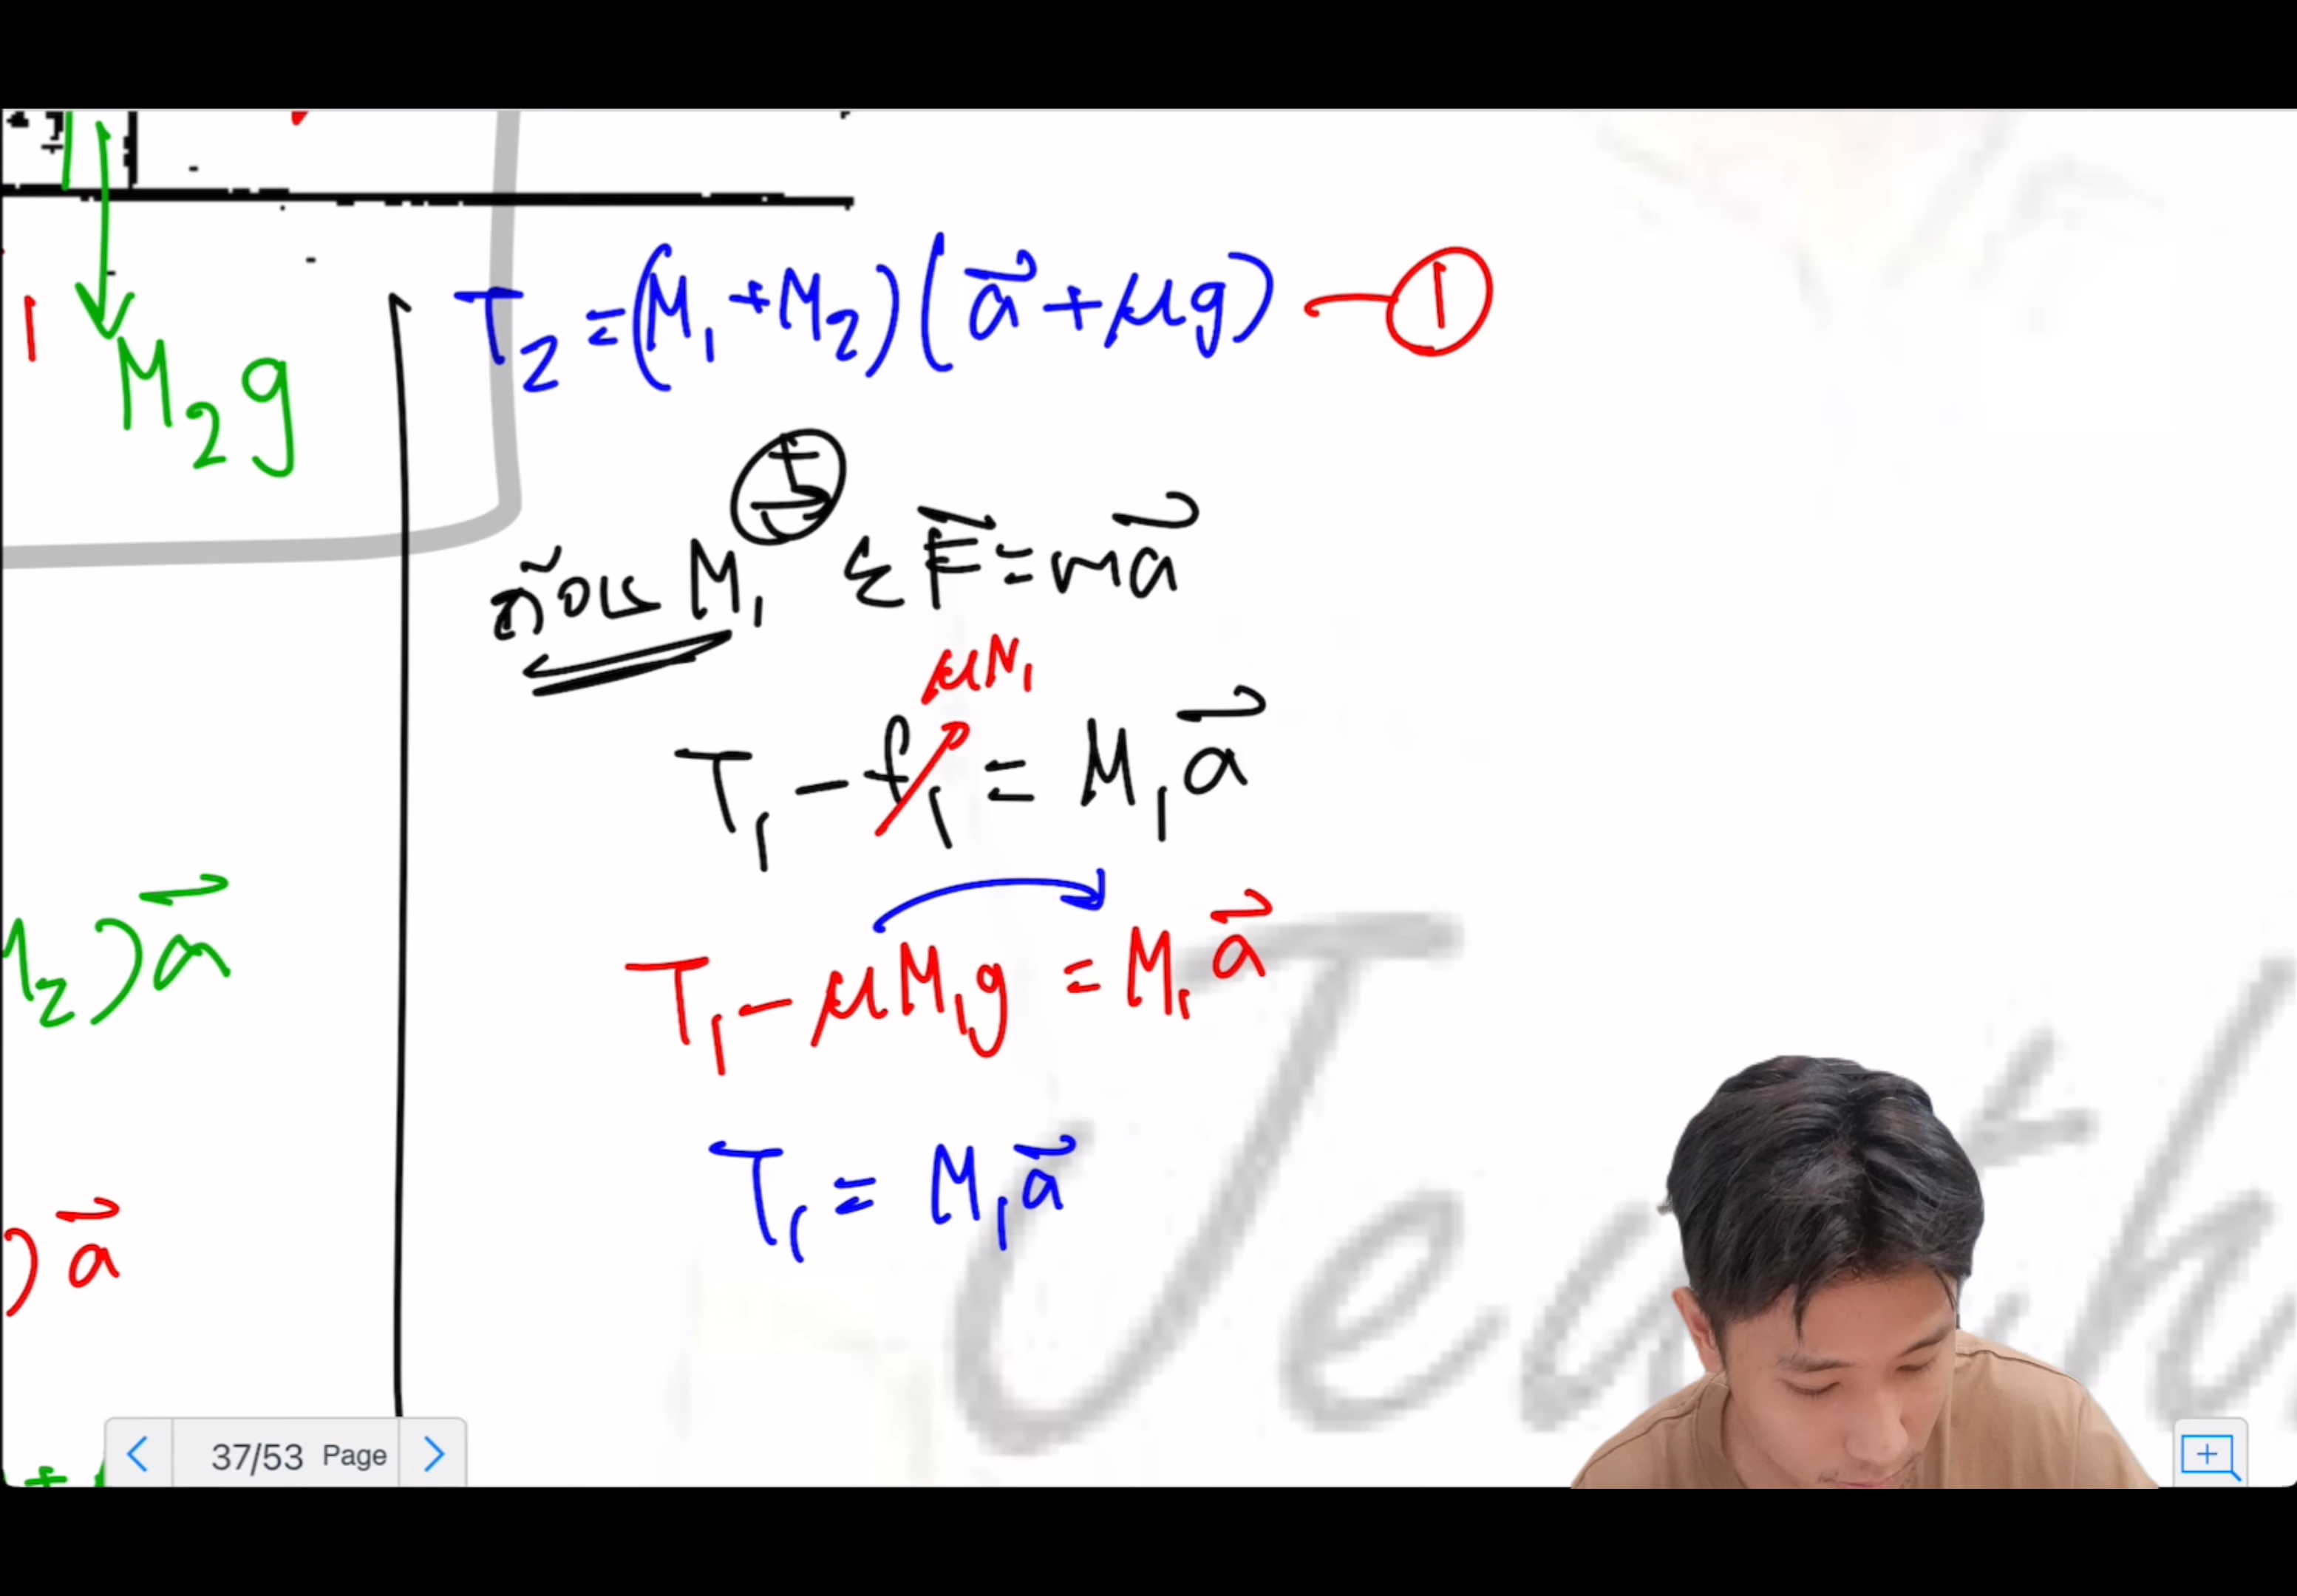 T₂ = (M₁ + M₂)(a⃗ + μg) — ①
M₂g
ก้อน M₁ ΣF⃗ = ma⃗
+
μN₁
T₁ - f₁ = M₁a⃗
M₂)a⃗
T₁ - μM₁g = M₁a⃗
)a⃗
T₁ = M₁a⃗
37/53 Page